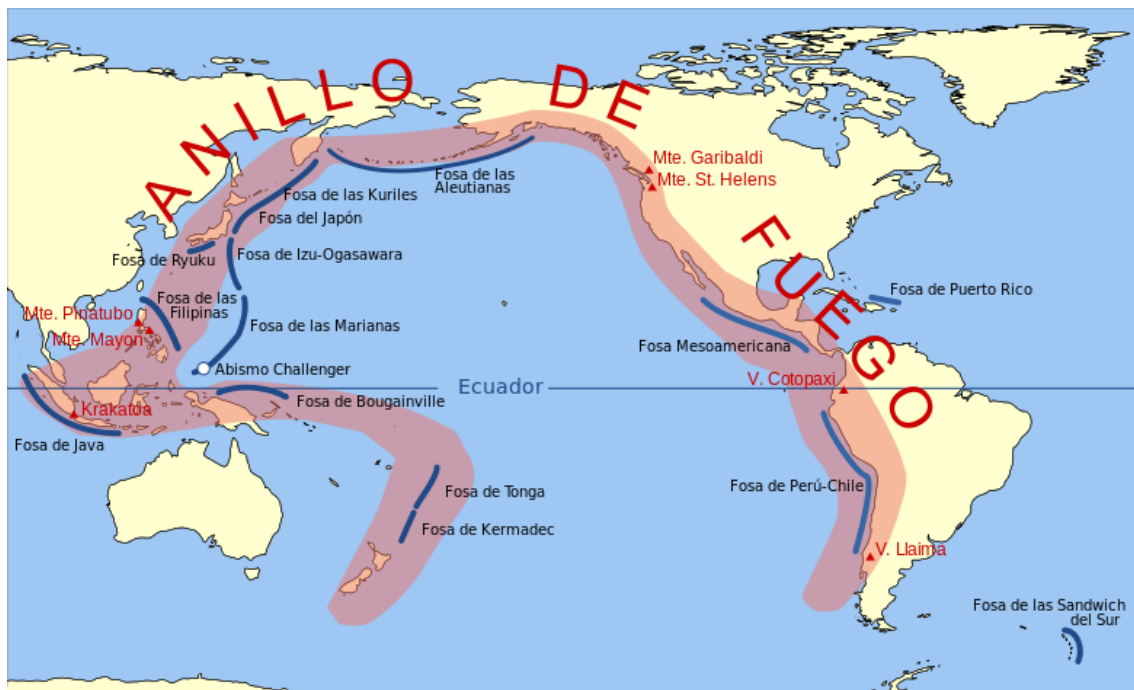 ANILLO DE FUEGO
Mte. Garibaldi
Mte. St. Helens
Fosa de las
Aleutianas
Fosa de las Kuriles
Fosa del Japón
Fosa de Ryuku
Fosa de Izu-Ogasawara
Fosa de las
Filipinas
Mte. Pinatubo
Mte. Mayon
Fosa de las Marianas
Fosa de Puerto Rico
Fosa Mesoamericana
Abismo Challenger
Ecuador
V. Cotopaxi
Fosa de Bougainville
Krakatoa
Fosa de Java
Fosa de Tonga
Fosa de Perú-Chile
Fosa de Kermadec
V. Llaima
Fosa de las Sandwich
del Sur